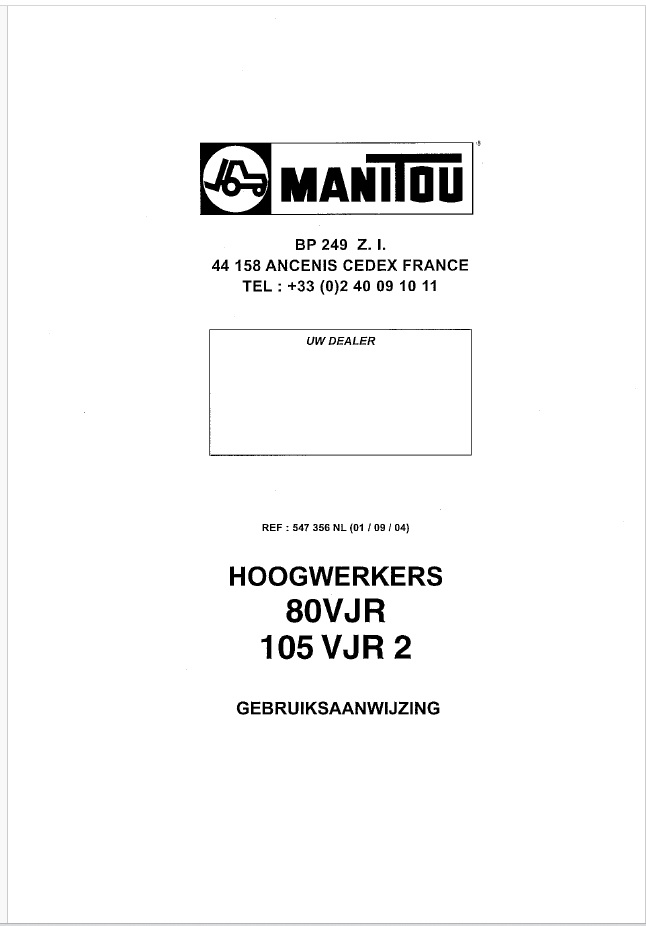 MANITOU
®
BP 249 Z. I.
44 158 ANCENIS CEDEX FRANCE
TEL : +33 (0)2 40 09 10 11
UW DEALER
REF : 547 356 NL (01 / 09 / 04)
HOOGWERKERS
80VJR
105 VJR 2
GEBRUIKSAANWIJZING